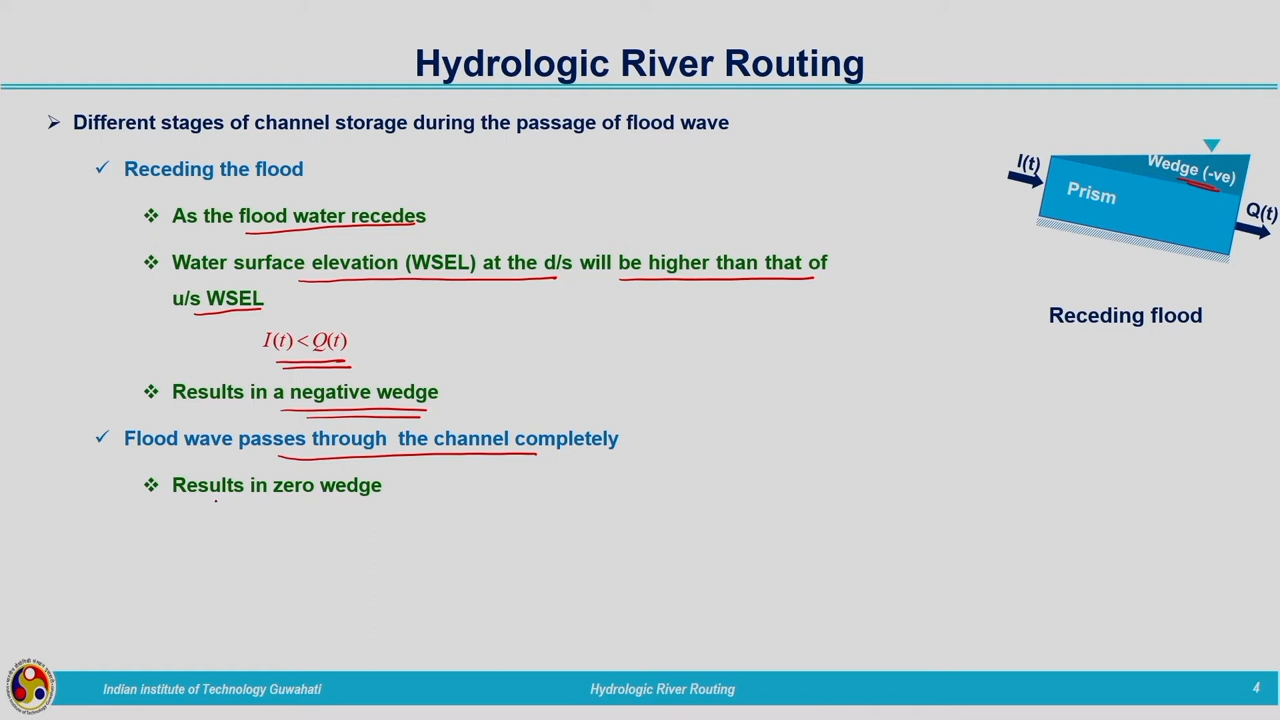 Hydrologic River Routing
Different stages of channel storage during the passage of flood wave
Receding the flood
As the flood water recedes
Water surface elevation (WSEL) at the d/s will be higher than that of
u/s WSEL
I(t) < Q(t)
Results in a negative wedge
Flood wave passes through the channel completely
Results in zero wedge
I(t)
Wedge (-ve)
Prism
Q(t)
Receding flood
Indian institute of Technology Guwahati
Hydrologic River Routing
4